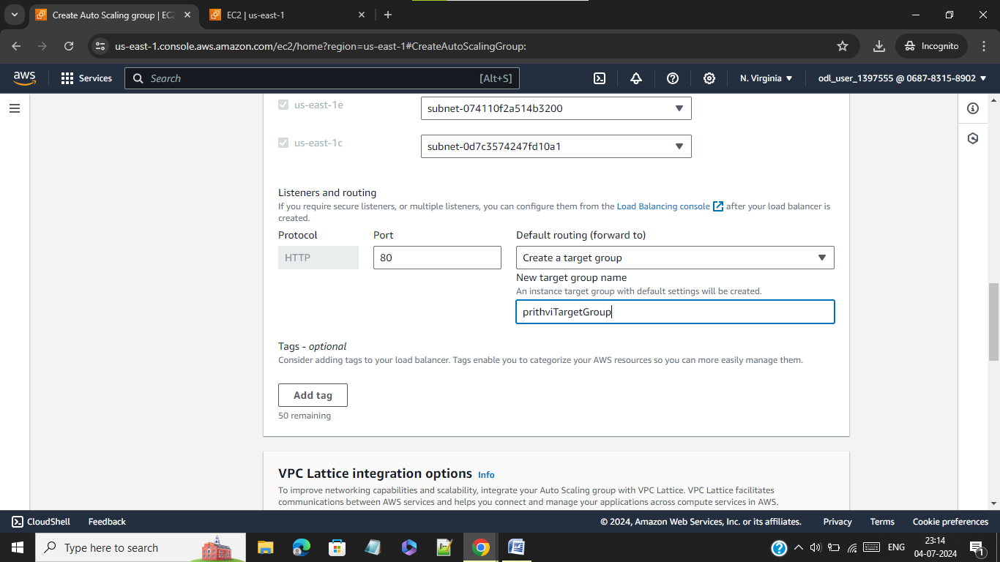 Create Auto Scaling group | EC2
EC2 | us-east-1
us-east-1.console.aws.amazon.com/ec2/home?region=us-east-1#CreateAutoScalingGroup:
Incognito
aws
Services
Search
[Alt+S]
N. Virginia
odl_user_1397555 @ 0687-8315-8902
us-east-1e
subnet-074110f2a514b3200
us-east-1c
subnet-0d7c3574247fd10a1
Listeners and routing
If you require secure listeners, or multiple listeners, you can configure them from the Load Balancing console after your load balancer is
created.
Protocol
Port
Default routing (forward to)
HTTP
80
Create a target group
New target group name
An instance target group with default settings will be created.
prithviTargetGroup
Tags - optional
Consider adding tags to your load balancer. Tags enable you to categorize your AWS resources so you can more easily manage them.
Add tag
50 remaining
VPC Lattice integration options Info
To improve networking capabilities and scalability, integrate your Auto Scaling group with VPC Lattice. VPC Lattice facilitates
communications between AWS services and helps you connect and manage your applications across compute services in AWS.
CloudShell
Feedback
© 2024, Amazon Web Services, Inc. or its affiliates.
Privacy
Terms
Cookie preferences
Type here to search
ENG
23:14
04-07-2024
1